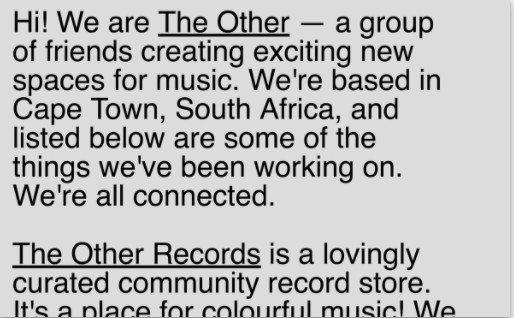 Hi! We are The Other — a group
of friends creating exciting new
spaces for music. We're based in
Cape Town, South Africa, and
listed below are some of the
things we've been working on.
We're all connected.
The Other Records is a lovingly
curated community record store.
It's a place for colourful music! We